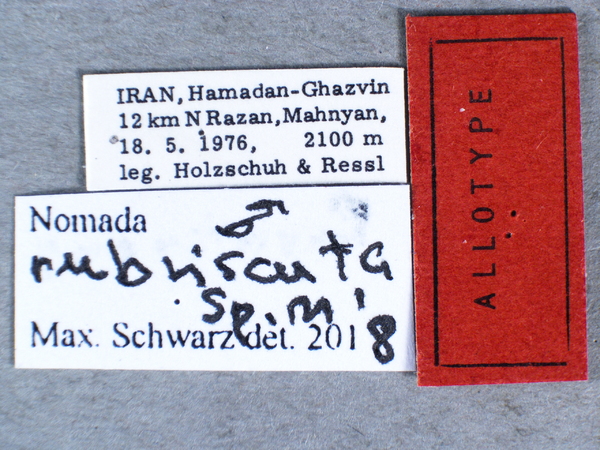 IRAN, Hamadan-Ghazvin
12 km N Razan, Mahnyan,
18. 5. 1976, 2100 m
leg. Holzschuh & Ressl
Nomada ♂
rubriscuta
sp. n.
Max. Schwarz det. 2018
ALLOTYPE